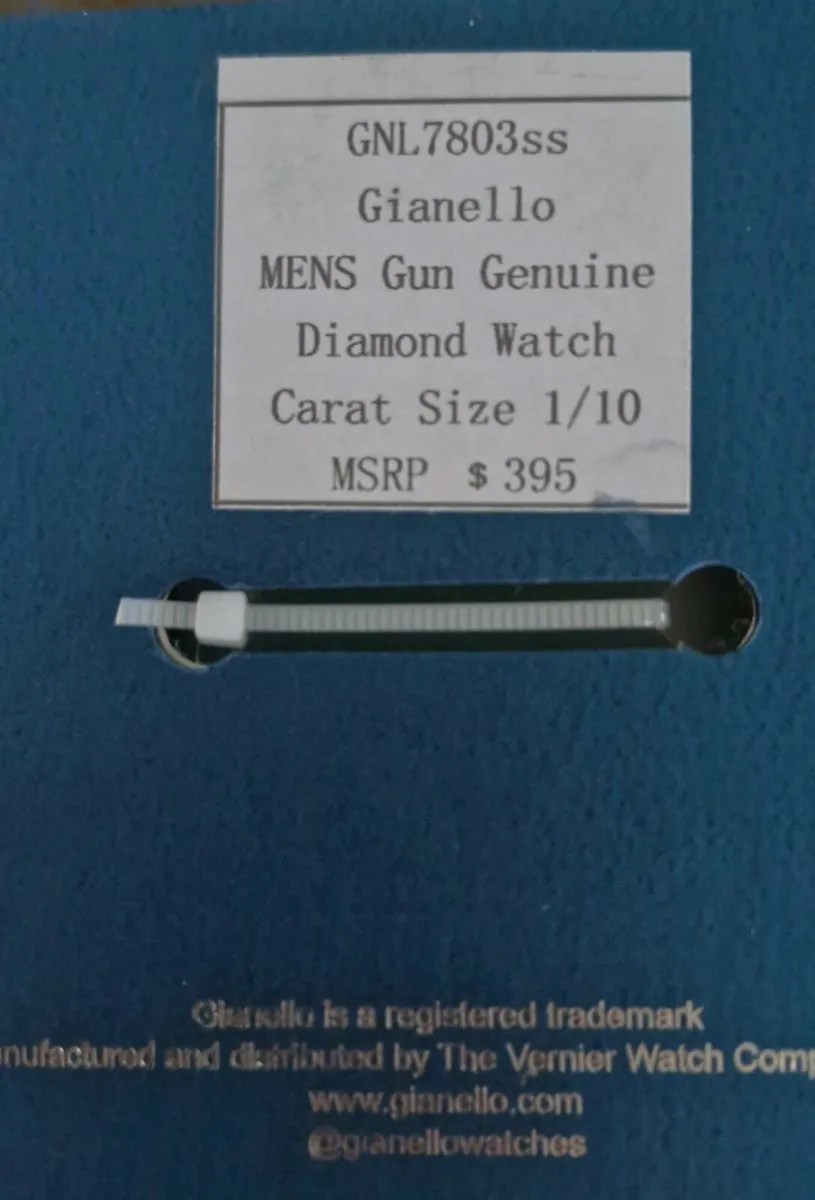 GNL7803ss
Gianello
MENS Gun Genuine
Diamond Watch
Carat Size 1/10
MSRP $395
Gianello is a registered trademark
nufactured and distributed by The Vernier Watch Comp
www.gianello.com
@gianellowatches